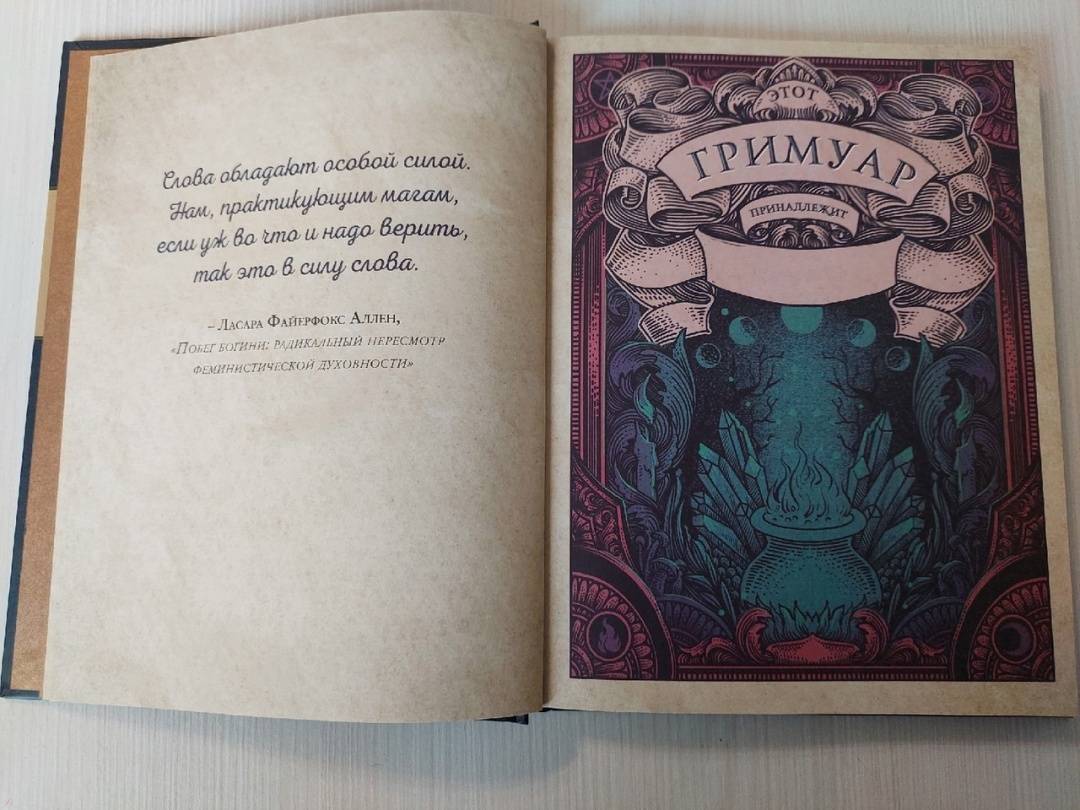 Слова обладают особой силой.
Нам, практикующим магам,
если уж во что и надо верить,
так это в силу слова.
– Ласара Файерфокс Аллен,
«Побег богини: радикальный пересмотр
феминистической духовности»
ЭТОТ
ГРИМУАР
ПРИНАДЛЕЖИТ